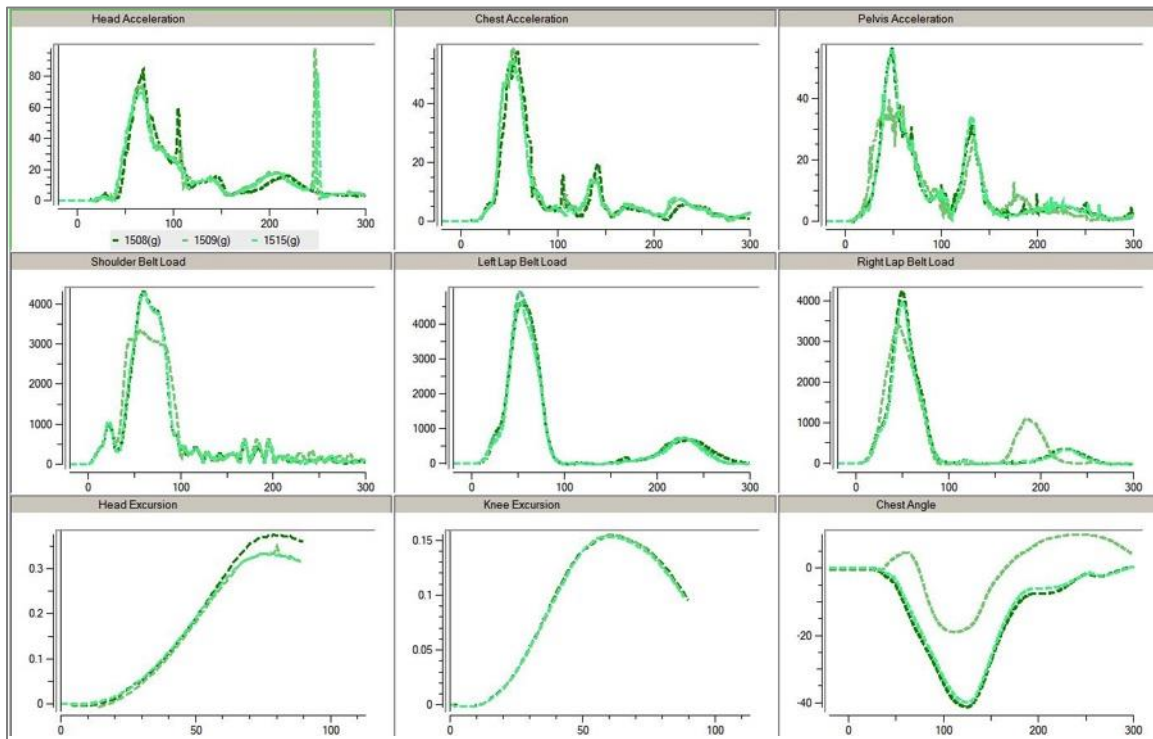 Head Acceleration
Chest Acceleration
Pelvis Acceleration
80
60
40
20
0
0 100 200 300
1508(g) 1509(g) 1515(g)
40
20
0
0 100 200 300
40
20
0
0 100 200 300
Shoulder Belt Load
Left Lap Belt Load
Right Lap Belt Load
4000
3000
2000
1000
0
0 100 200 300
4000
3000
2000
1000
0
0 100 200 300
4000
3000
2000
1000
0
0 100 200 300
Head Excursion
Knee Excursion
Chest Angle
0.3
0.2
0.1
0
0 50 100
0.15
0.1
0.05
0
0 50 100
0
-20
-40
0 100 200 300